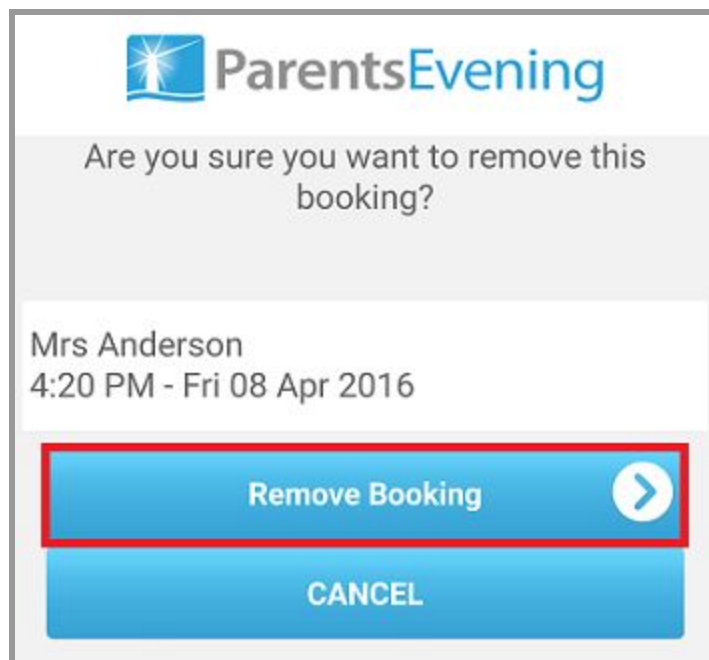 ParentsEvening
Are you sure you want to remove this
booking?
Mrs Anderson
4:20 PM - Fri 08 Apr 2016
Remove Booking
CANCEL